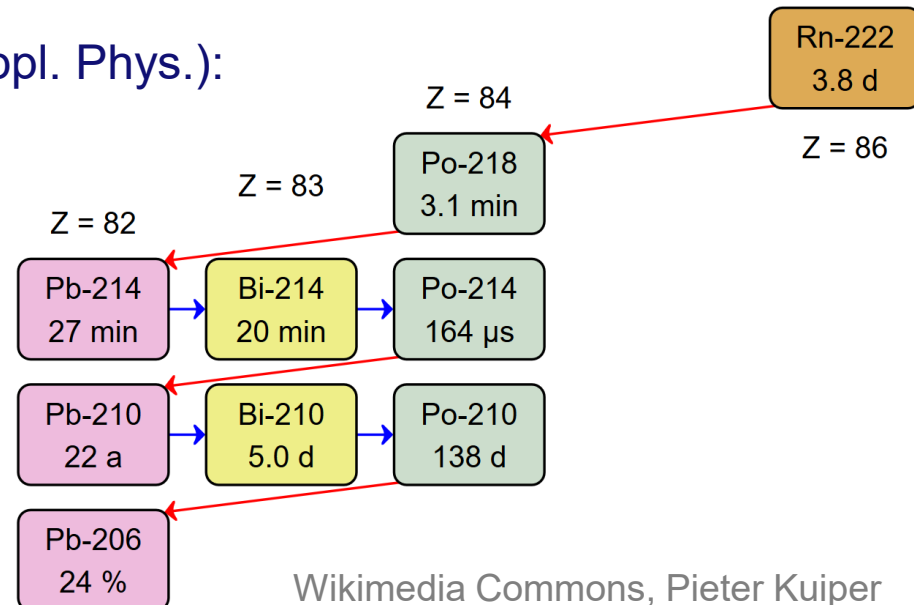 Rn-222
3.8 d
opl. Phys.):
Z = 84
Z = 86
Po-218
3.1 min
Z = 83
Z = 82
Pb-214
27 min
Bi-214
20 min
Po-214
164 μs
Pb-210
22 a
Bi-210
5.0 d
Po-210
138 d
Pb-206
24 %
Wikimedia Commons, Pieter Kuiper